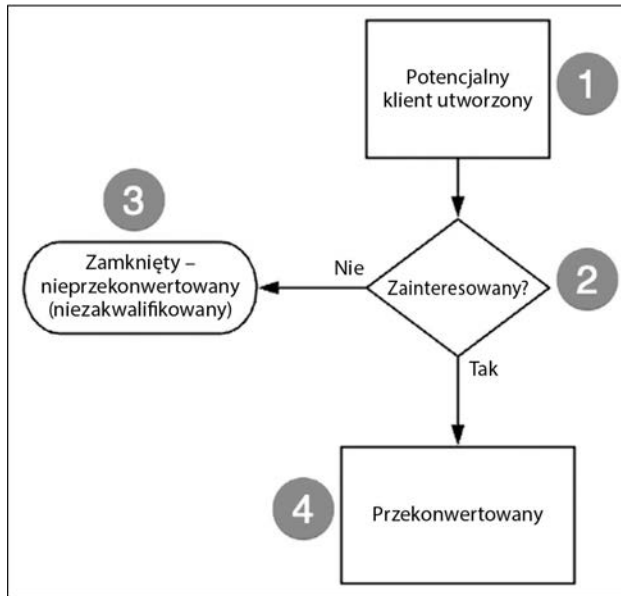 Potencjalny
klient utworzony
1
3
Zamknięty –
nieprzekonwertowany
(niezakwalifikowany)
Nie
Zainteresowany?
2
Tak
4
Przekonwertowany